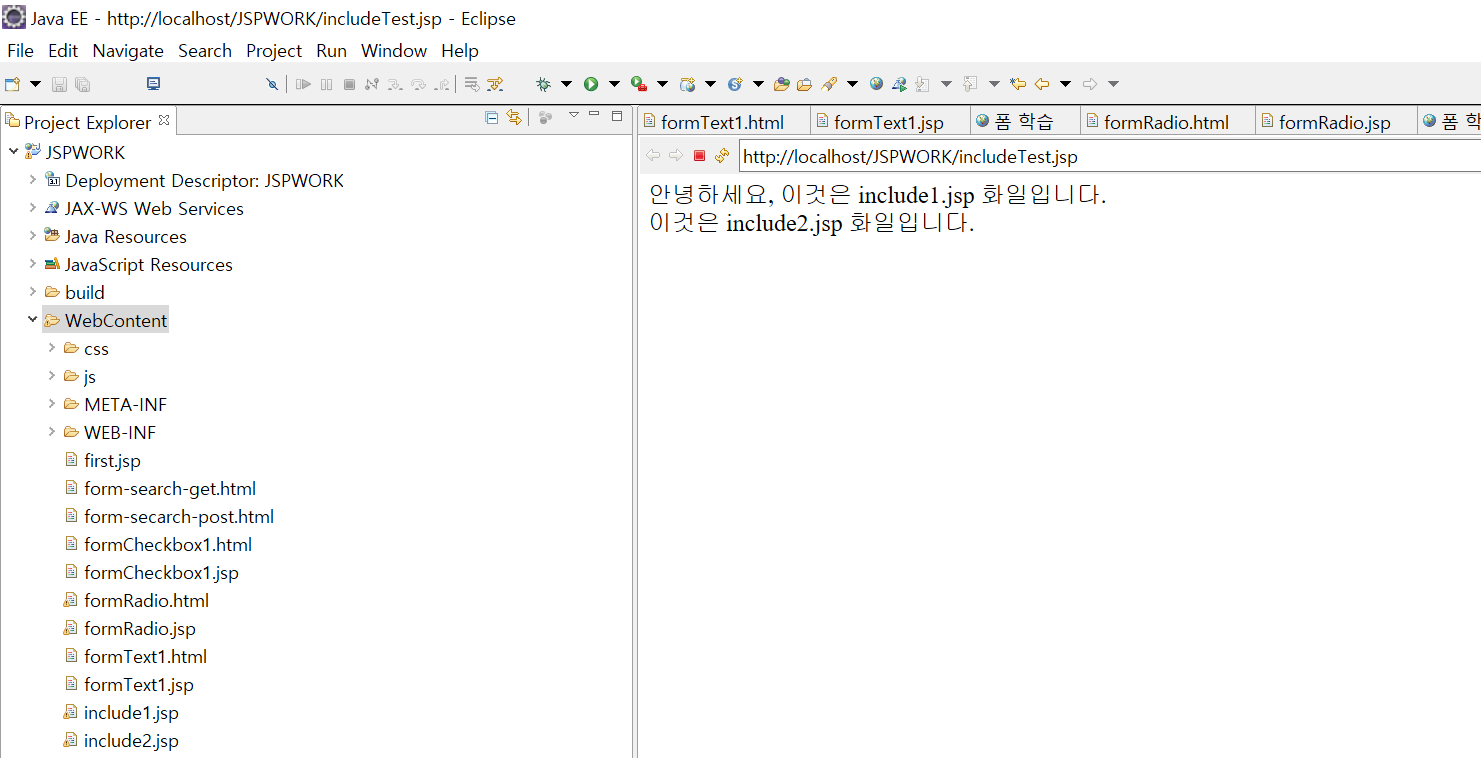 Java EE - http://localhost/JSPWORK/includeTest.jsp - Eclipse
File Edit Navigate Search Project Run Window Help
Project Explorer
formText1.html formText1.jsp 폼 학습 formRadio.html formRadio.jsp 폼 학
JSPWORK
http://localhost/JSPWORK/includeTest.jsp
Deployment Descriptor: JSPWORK
안녕하세요, 이것은 include1.jsp 화일입니다.
JAX-WS Web Services
이것은 include2.jsp 화일입니다.
Java Resources
JavaScript Resources
build
WebContent
css
js
META-INF
WEB-INF
first.jsp
form-search-get.html
form-secarch-post.html
formCheckbox1.html
formCheckbox1.jsp
formRadio.html
formRadio.jsp
formText1.html
formText1.jsp
include1.jsp
include2.jsp